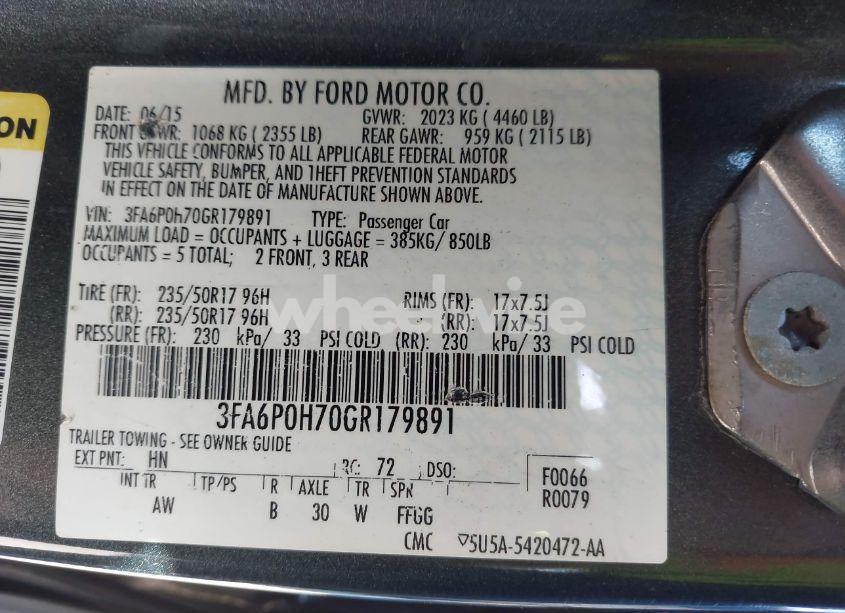 MFD. BY FORD MOTOR CO.
DATE: 06/15 GVWR: 2023 KG ( 4460 LB)
FRONT GAWR: 1068 KG ( 2355 LB) REAR GAWR: 959 KG ( 2115 LB)
THIS VEHICLE CONFORMS TO ALL APPLICABLE FEDERAL MOTOR
VEHICLE SAFETY, BUMPER, AND THEFT PREVENTION STANDARDS
IN EFFECT ON THE DATE OF MANUFACTURE SHOWN ABOVE.
VIN: 3FA6P0h70GR179891 TYPE: Passenger Car
MAXIMUM LOAD = OCCUPANTS + LUGGAGE = 385KG/ 850LB
OCCUPANTS = 5 TOTAL; 2 FRONT, 3 REAR
TIRE (FR): 235/50R17 96H RIMS (FR): 17x7.5J
(RR): 235/50R17 96H (RR): 17x7.5J
PRESSURE (FR): 230 kPa/ 33 PSI COLD (RR): 230 kPa/ 33 PSI COLD
3FA6P0H70GR179891
TRAILER TOWING - SEE OWNER GUIDE
EXT PNT: HN RC: 72 DSO: F0066
INT TR TP/PS R AXLE TR SPR R0079
AW B 30 W FFGG
CMC 5U5A-5420472-AA
ON
wheelwise